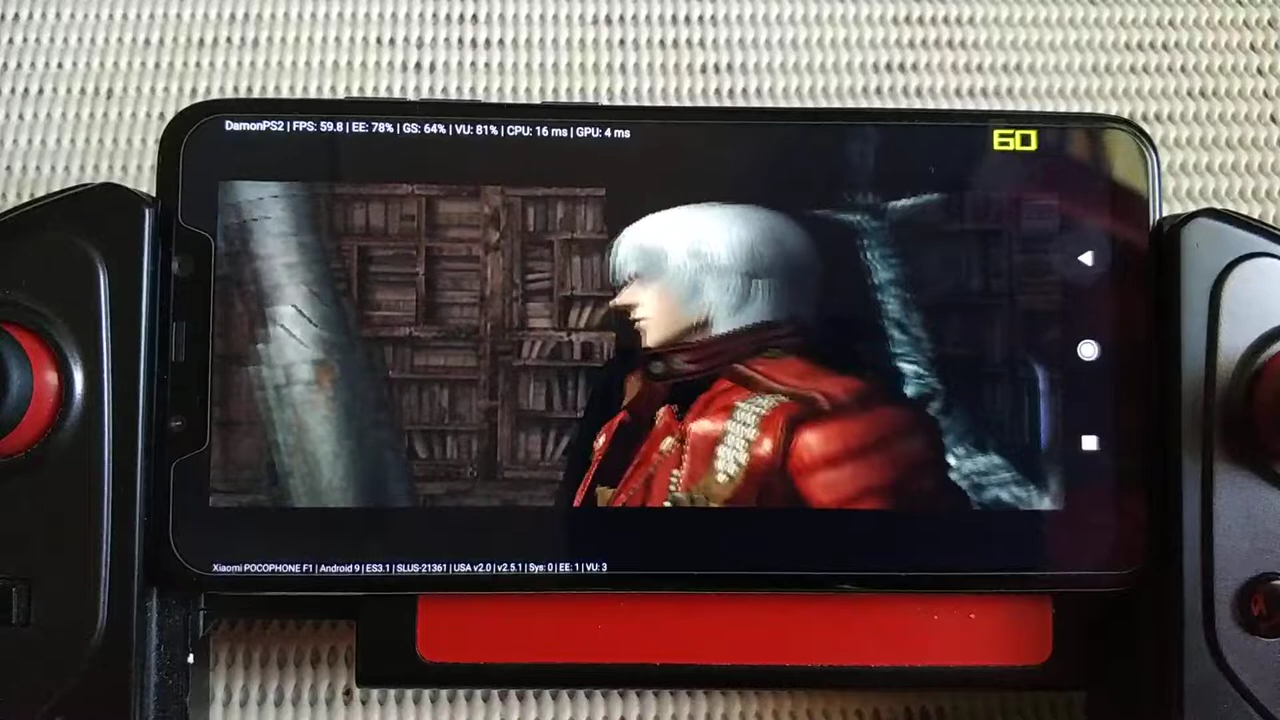 DamonPS2 | FPS: 59.8 | EE: 78% | GS: 64% | VU: 81% | CPU: 16 ms | GPU: 4 ms
60
Xiaomi POCOPHONE F1 | Android 9 | ES3.1 | SLUS-21361 | USA v2.0 | v2.5.1 | Sys: 0 | EE: 1 | VU: 3